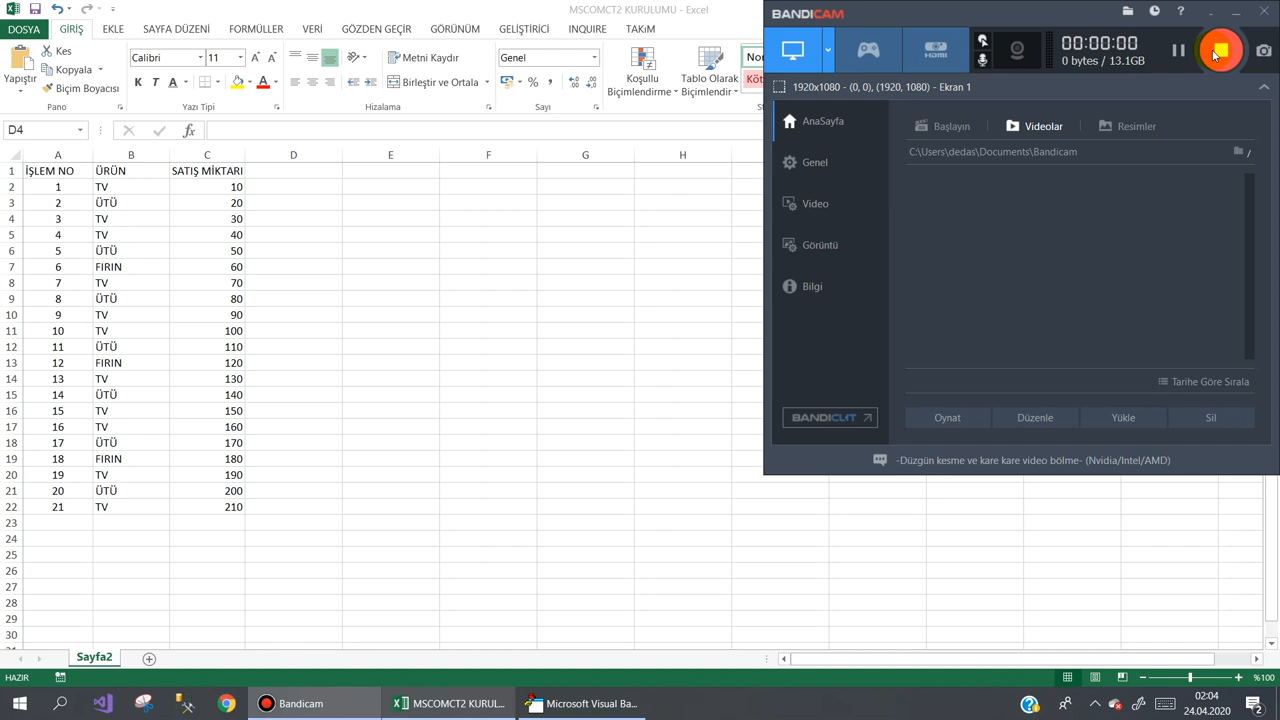 MSCOMCT2 KURULUMU - Excel
DOSYA GİRİŞ EKLE SAYFA DÜZENİ FORMÜLLER VERİ GÖZDEN GEÇİR GÖRÜNÜM GELİŞTİRİCİ INQUIRE TAKıM
Yapıştır
Kes
Kopyala
Biçim Boyacısı
Pano
Calibri 11
K T A
Yazı Tipi
Metni Kaydır
Birleştir ve Ortala
Hizalama
Genel
%
Sayı
Koşullu Biçimlendirme
Tablo Olarak Biçimlendir
D4
fx
A B C D E F G H
1 İŞLEM NO ÜRÜN SATIŞ MİKTARI
2 1 TV 10
3 2 ÜTÜ 20
4 3 TV 30
5 4 TV 40
6 5 ÜTÜ 50
7 6 FIRIN 60
8 7 TV 70
9 8 ÜTÜ 80
10 9 TV 90
11 10 TV 100
12 11 ÜTÜ 110
13 12 FIRIN 120
14 13 TV 130
15 14 ÜTÜ 140
16 15 TV 150
17 16 TV 160
18 17 ÜTÜ 170
19 18 FIRIN 180
20 19 TV 190
21 20 ÜTÜ 200
22 21 TV 210
23
24
25
26
27
28
29
30
Sayfa2
HAZIR
%100
BANDICAM
HDMI
00:00:00
0 bytes / 13.1GB
1920x1080 - (0, 0), (1920, 1080) - Ekran 1
AnaSayfa
Genel
Video
Görüntü
Bilgi
BANDICUT
Başlayın Videolar Resimler
C:\Users\dedas\Documents\Bandicam
/
Tarihe Göre Sırala
Oynat Düzenle Yükle Sil
-Düzgün kesme ve kare kare video bölme- (Nvidia/Intel/AMD)
Bandicam
MSCOMCT2 KURUL...
Microsoft Visual Ba...
02:04
24.04.2020
2